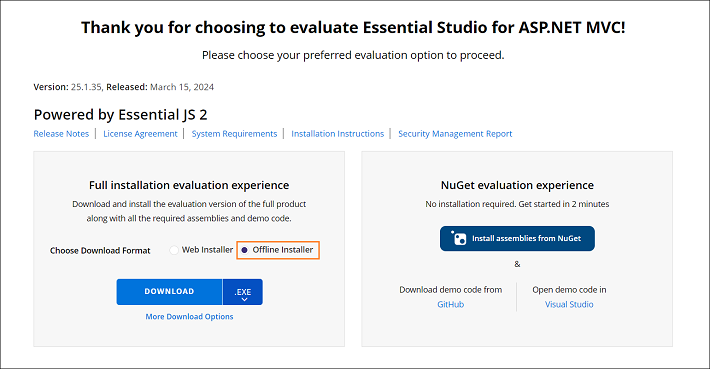 Thank you for choosing to evaluate Essential Studio for ASP.NET MVC!
Please choose your preferred evaluation option to proceed.
Version: 25.1.35, Released: March 15, 2024
Powered by Essential JS 2
Release Notes | License Agreement | System Requirements | Installation Instructions | Security Management Report
Full installation evaluation experience
Download and install the evaluation version of the full product
along with all the required assemblies and demo code.
Choose Download Format Web Installer Offline Installer
DOWNLOAD .EXE
More Download Options
NuGet evaluation experience
No installation required. Get started in 2 minutes
Install assemblies from NuGet
&
Download demo code from
GitHub
Open demo code in
Visual Studio